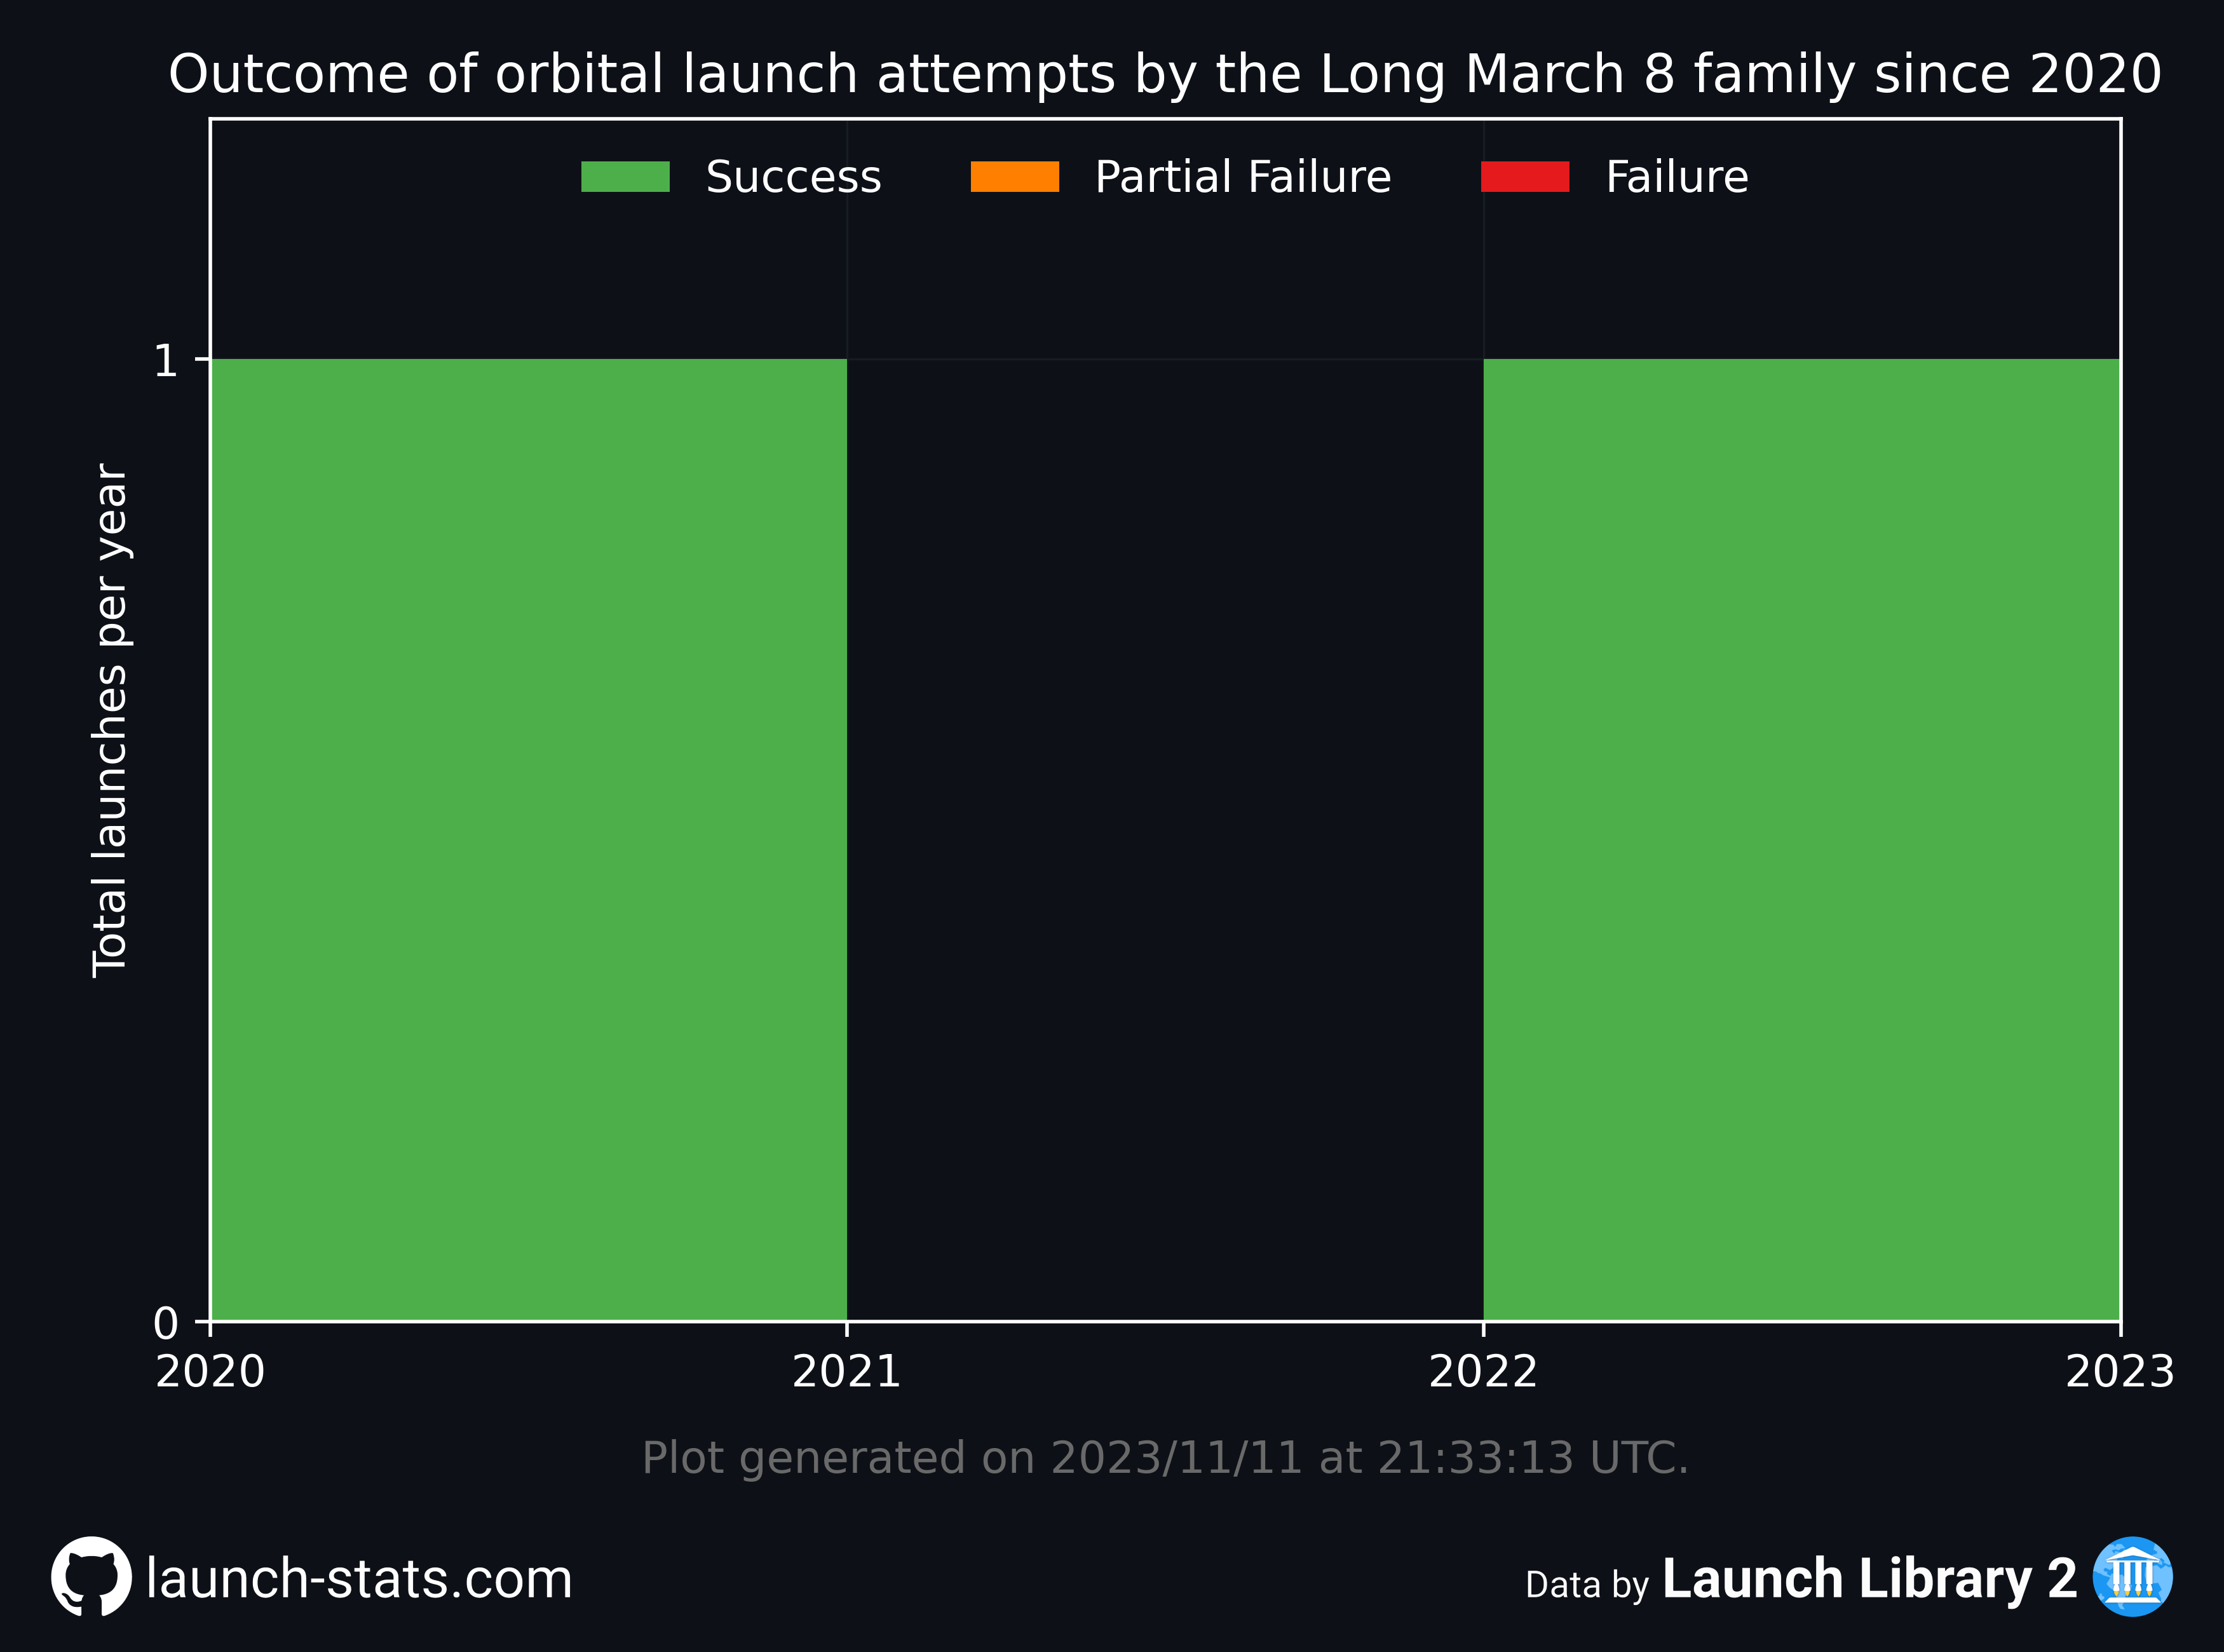 Outcome of orbital launch attempts by the Long March 8 family since 2020
Success Partial Failure Failure
Total launches per year
1
0
2020 2021 2022 2023
Plot generated on 2023/11/11 at 21:33:13 UTC.
launch-stats.com
Data by Launch Library 2